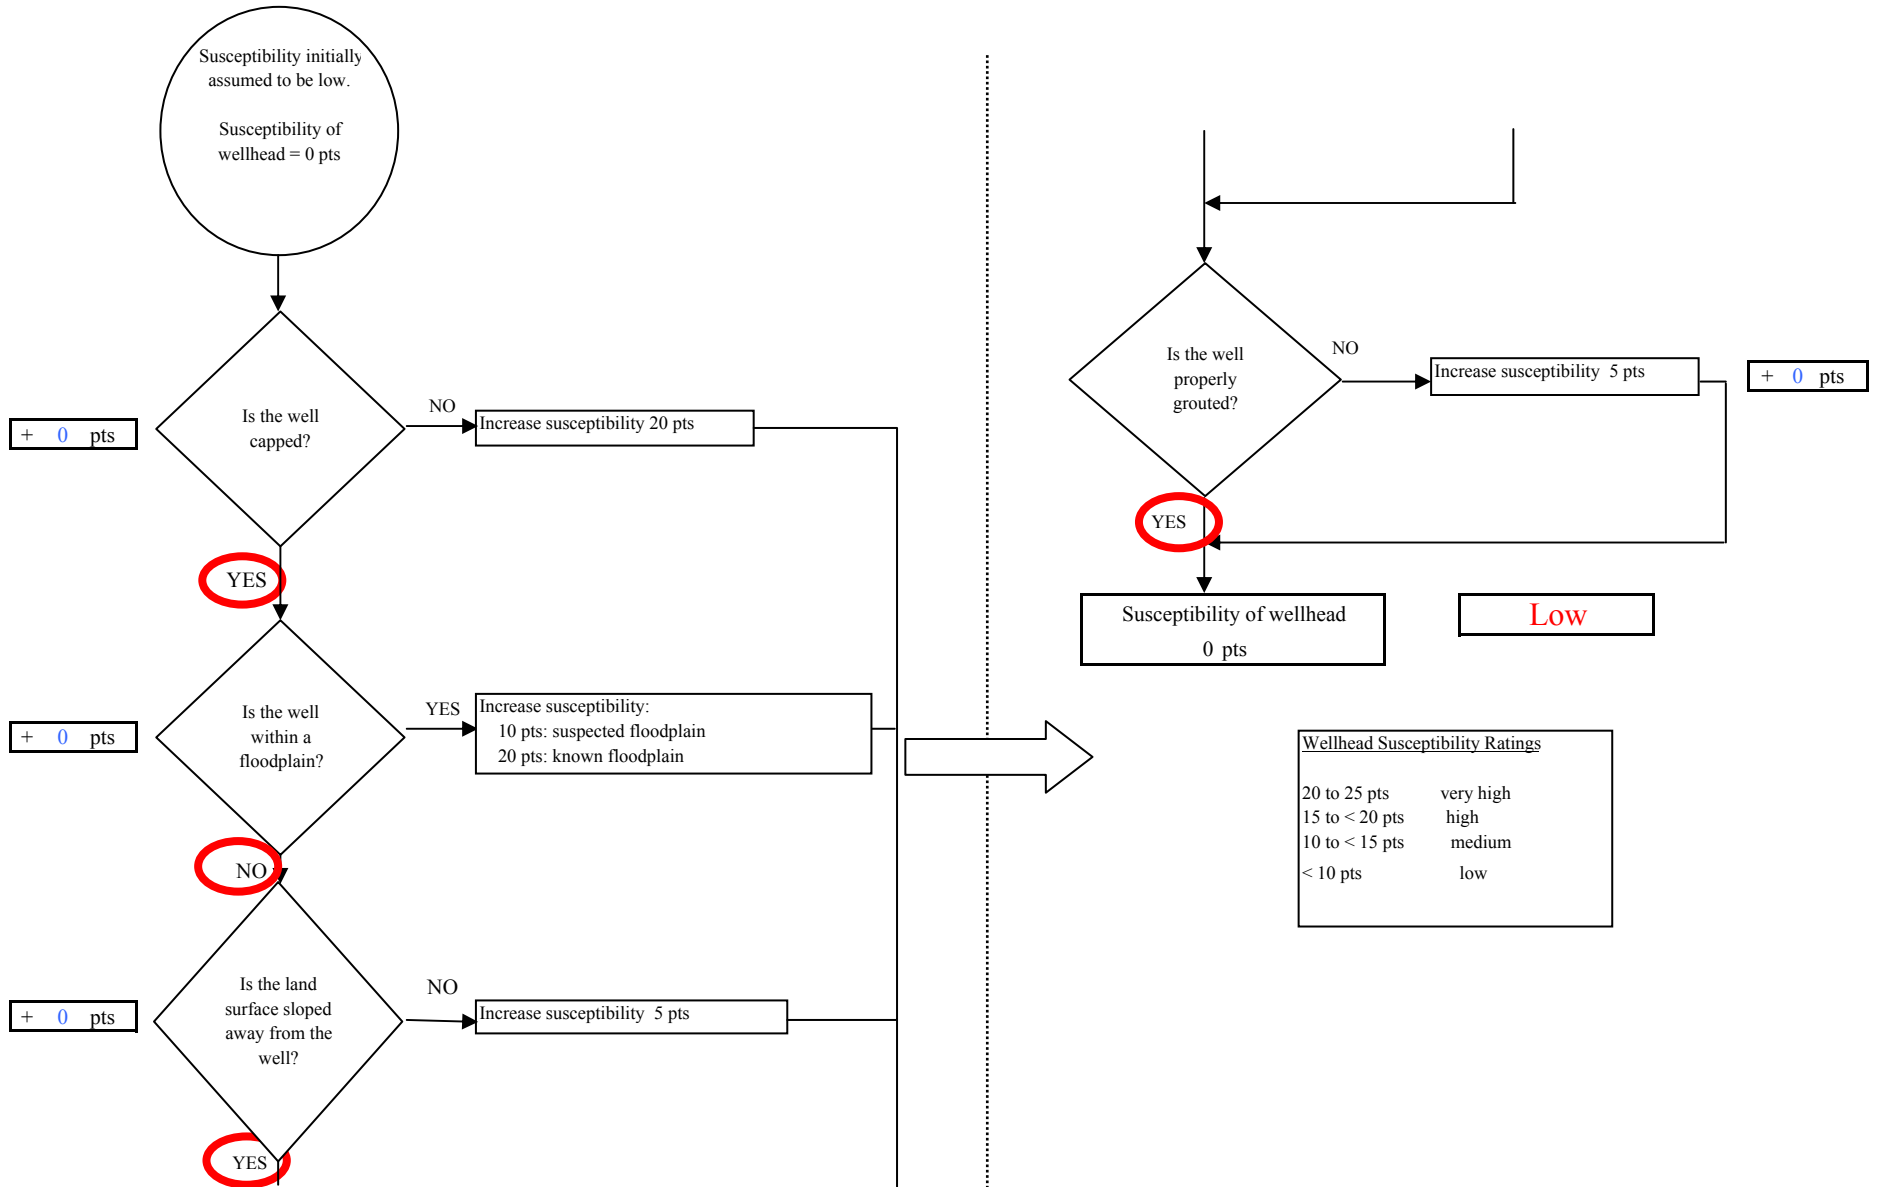 Susceptibility initially
assumed to be low.
Susceptibility of
wellhead = 0 pts
Is the well
capped?
NO
Increase susceptibility 20 pts
+ 0 pts
YES
Is the well
within a
floodplain?
YES
Increase susceptibility:
10 pts: suspected floodplain
20 pts: known floodplain
+ 0 pts
NO
Is the land
surface sloped
away from the
well?
NO
Increase susceptibility 5 pts
+ 0 pts
YES
Is the well
properly
grouted?
NO
Increase susceptibility 5 pts
+ 0 pts
YES
Susceptibility of wellhead
0 pts
Low
Wellhead Susceptibility Ratings
20 to 25 pts very high
15 to < 20 pts high
10 to < 15 pts medium
< 10 pts low